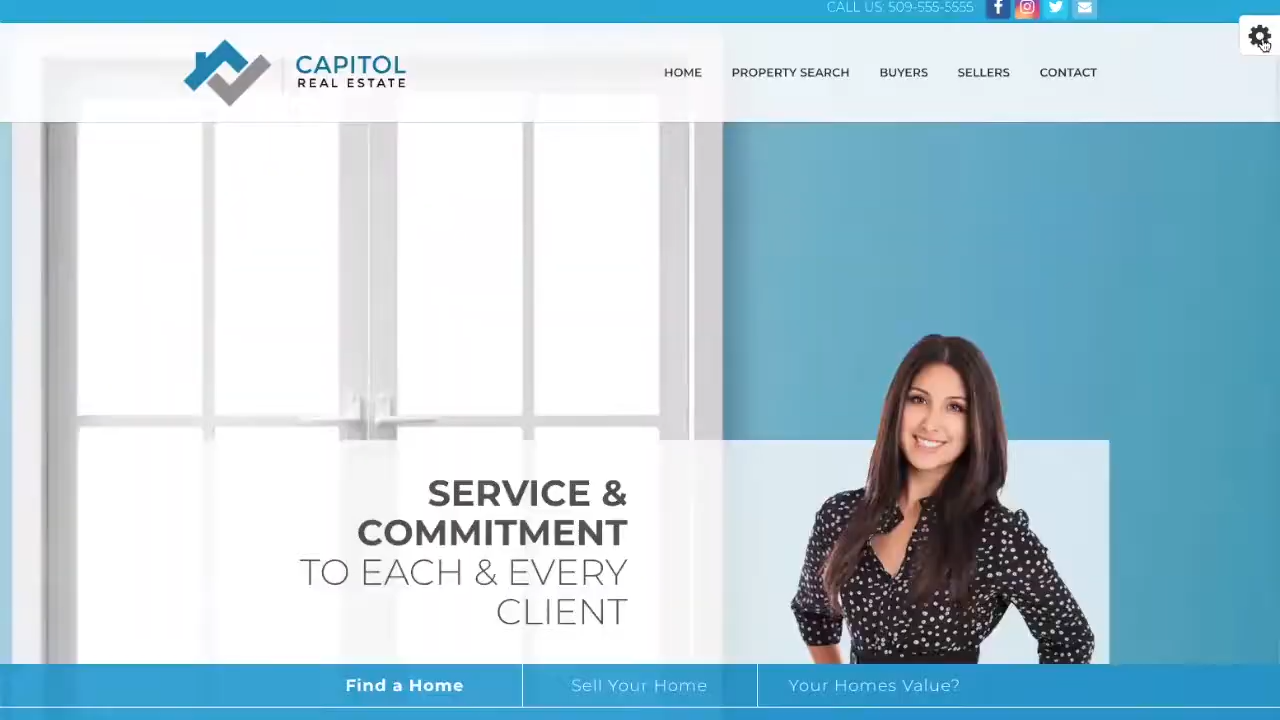 CALL US: 509-555-5555
CAPITOL
REAL ESTATE
HOME PROPERTY SEARCH BUYERS SELLERS CONTACT
SERVICE &
COMMITMENT
TO EACH & EVERY
CLIENT
Find a Home Sell Your Home Your Homes Value?